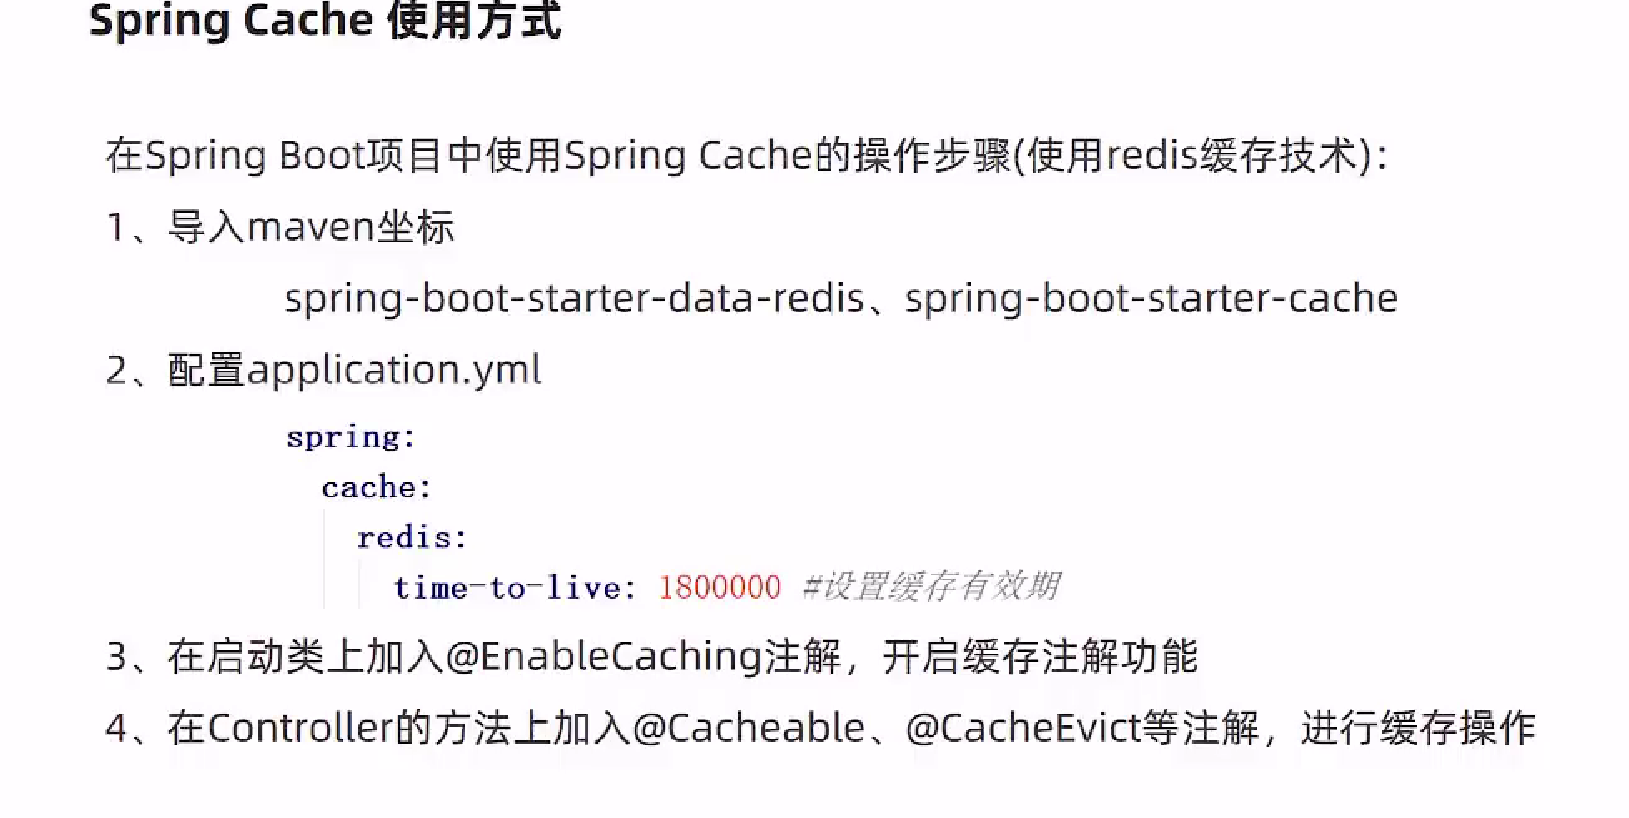 Spring Cache 使用方式
在Spring Boot项目中使用Spring Cache的操作步骤(使用redis缓存技术)：
1、导入maven坐标
spring-boot-starter-data-redis、spring-boot-starter-cache
2、配置application.yml
spring:
cache:
redis:
time-to-live: 1800000 #设置缓存有效期
3、在启动类上加入@EnableCaching注解，开启缓存注解功能
4、在Controller的方法上加入@Cacheable、@CacheEvict等注解，进行缓存操作